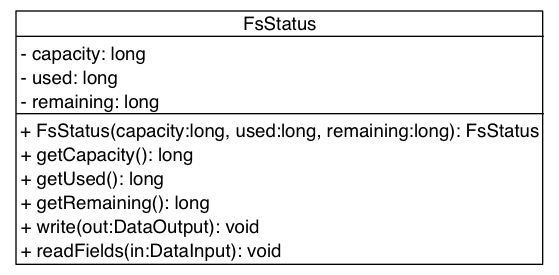 FsStatus
- capacity: long
- used: long
- remaining: long
+ FsStatus(capacity:long, used:long, remaining:long): FsStatus
+ getCapacity(): long
+ getUsed(): long
+ getRemaining(): long
+ write(out:DataOutput): void
+ readFields(in:DataInput): void